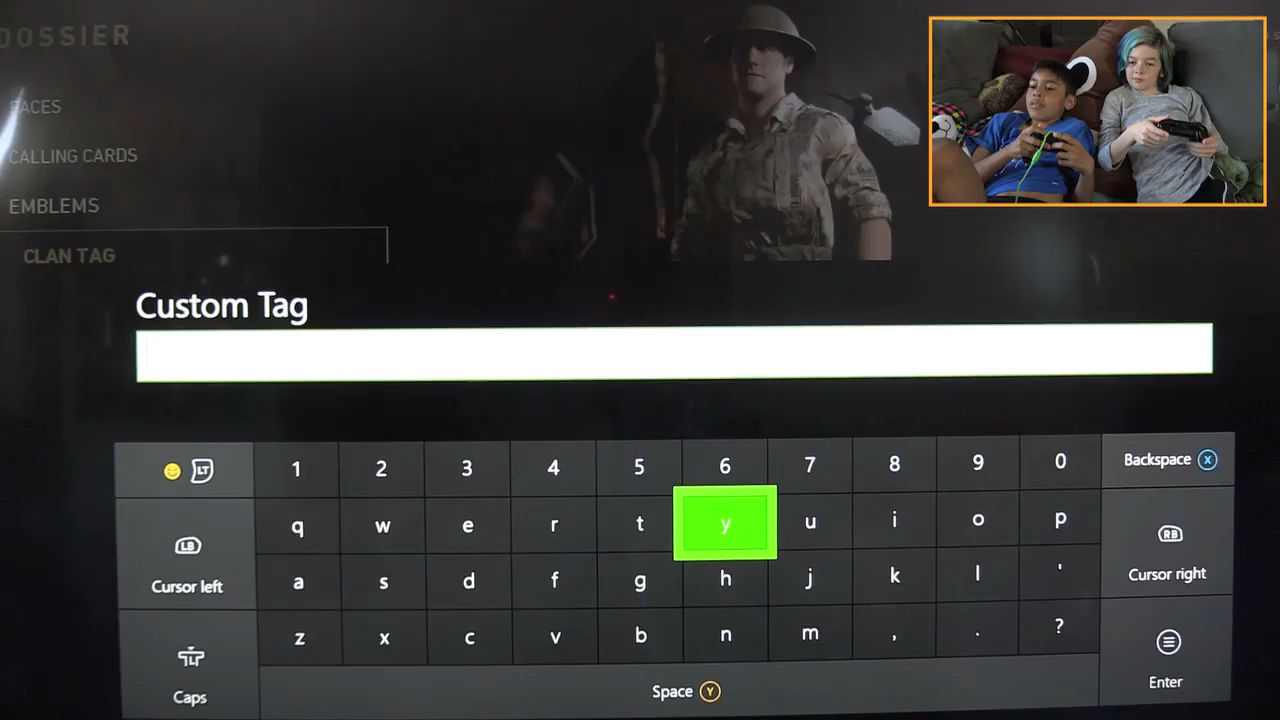 DOSSIER
FACES
CALLING CARDS
EMBLEMS
CLAN TAG
Custom Tag
LT 1 2 3 4 5 6 7 8 9 0 Backspace X
q w e r t y u i o p
LB Cursor left
a s d f g h j k l '
RB Cursor right
z x c v b n m , . ?
Caps
Space Y
Enter